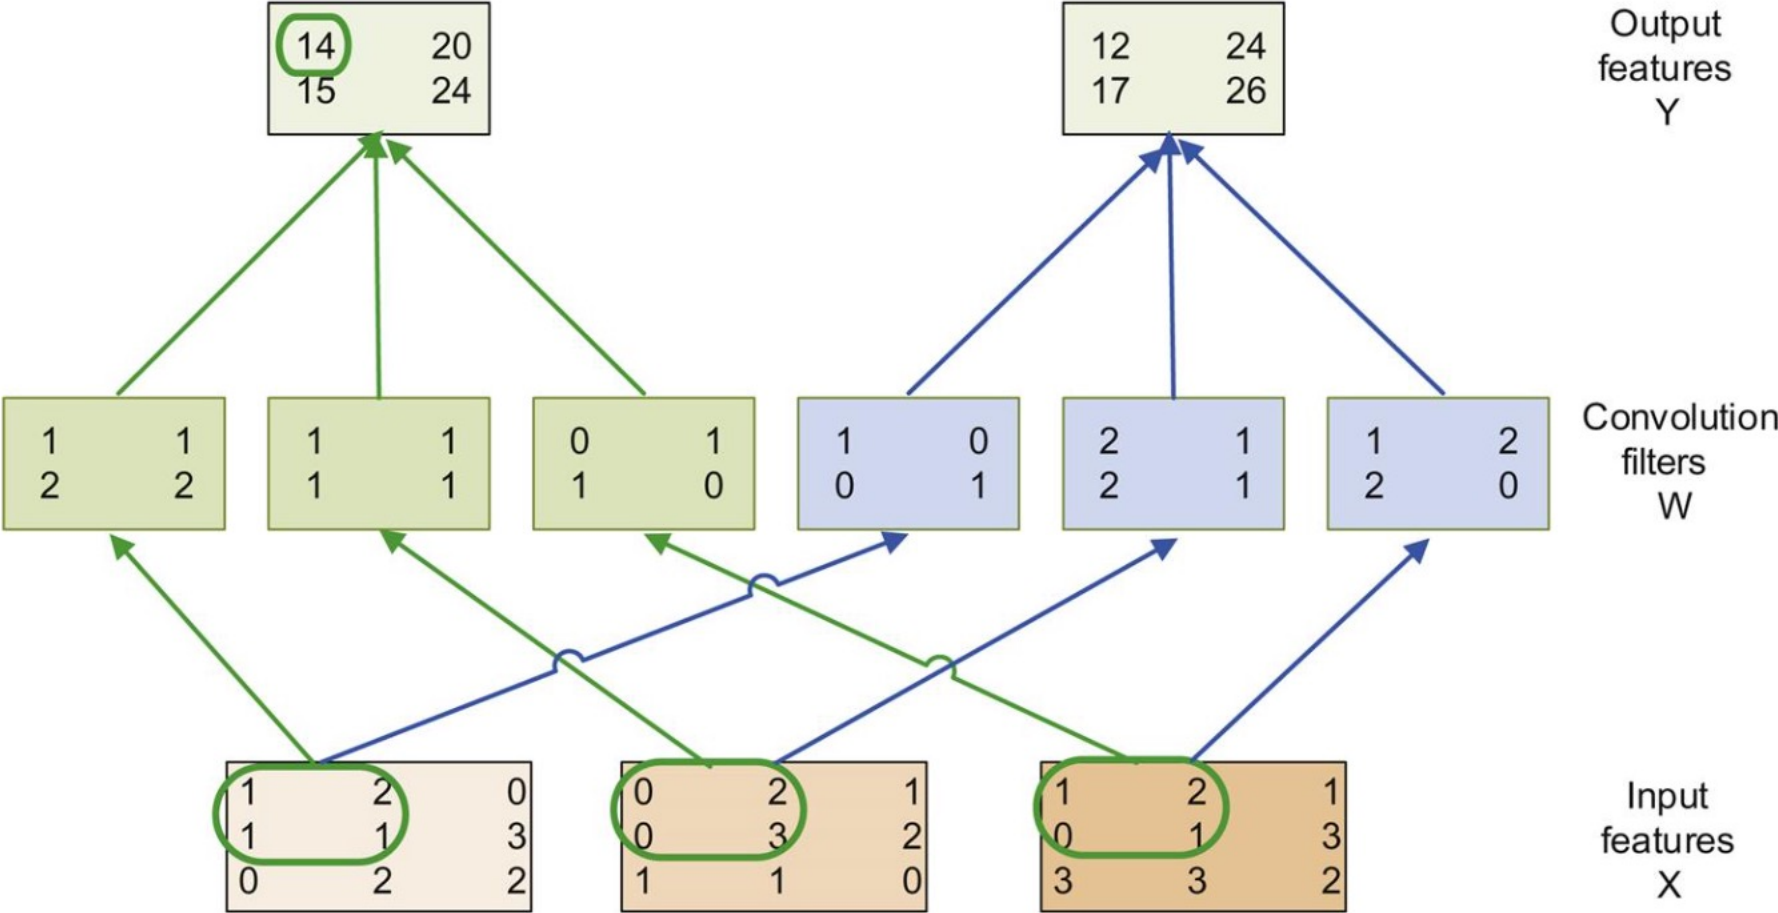 14 20
15 24
12 24
17 26
Output
features
Y
1 1
2 2
1 1
1 1
0 1
1 0
1 0
0 1
2 1
2 1
1 2
2 0
Convolution
filters
W
1 2 0
1 1 3
0 2 2
0 2 1
0 3 2
1 1 0
1 2 1
0 1 3
3 3 2
Input
features
X